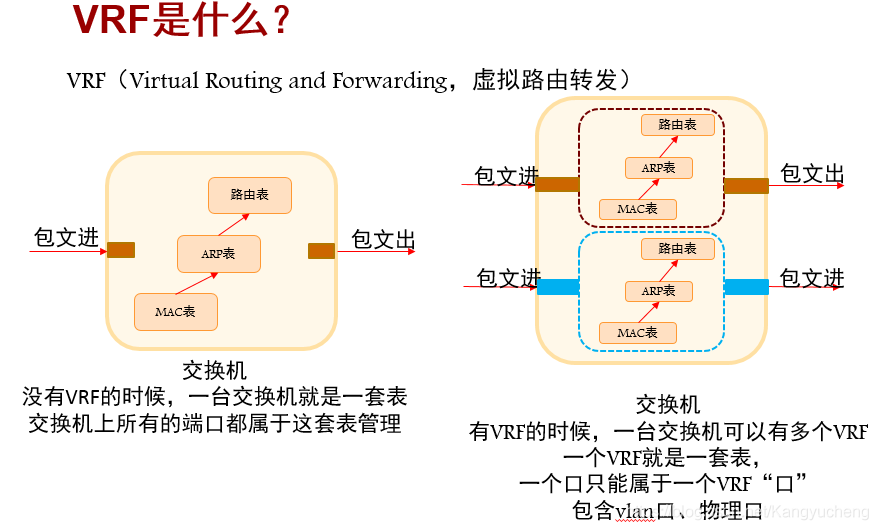 VRF是什么？
VRF（Virtual Routing and Forwarding，虚拟路由转发）
包文进
路由表
ARP表
MAC表
包文出
交换机
没有VRF的时候，一台交换机就是一套表
交换机上所有的端口都属于这套表管理
包文进
路由表
ARP表
MAC表
包文出
包文进
路由表
ARP表
MAC表
包文进
交换机
有VRF的时候，一台交换机可以有多个VRF
一个VRF就是一套表，
一个口只能属于一个VRF“口”
包含vlan口、物理口